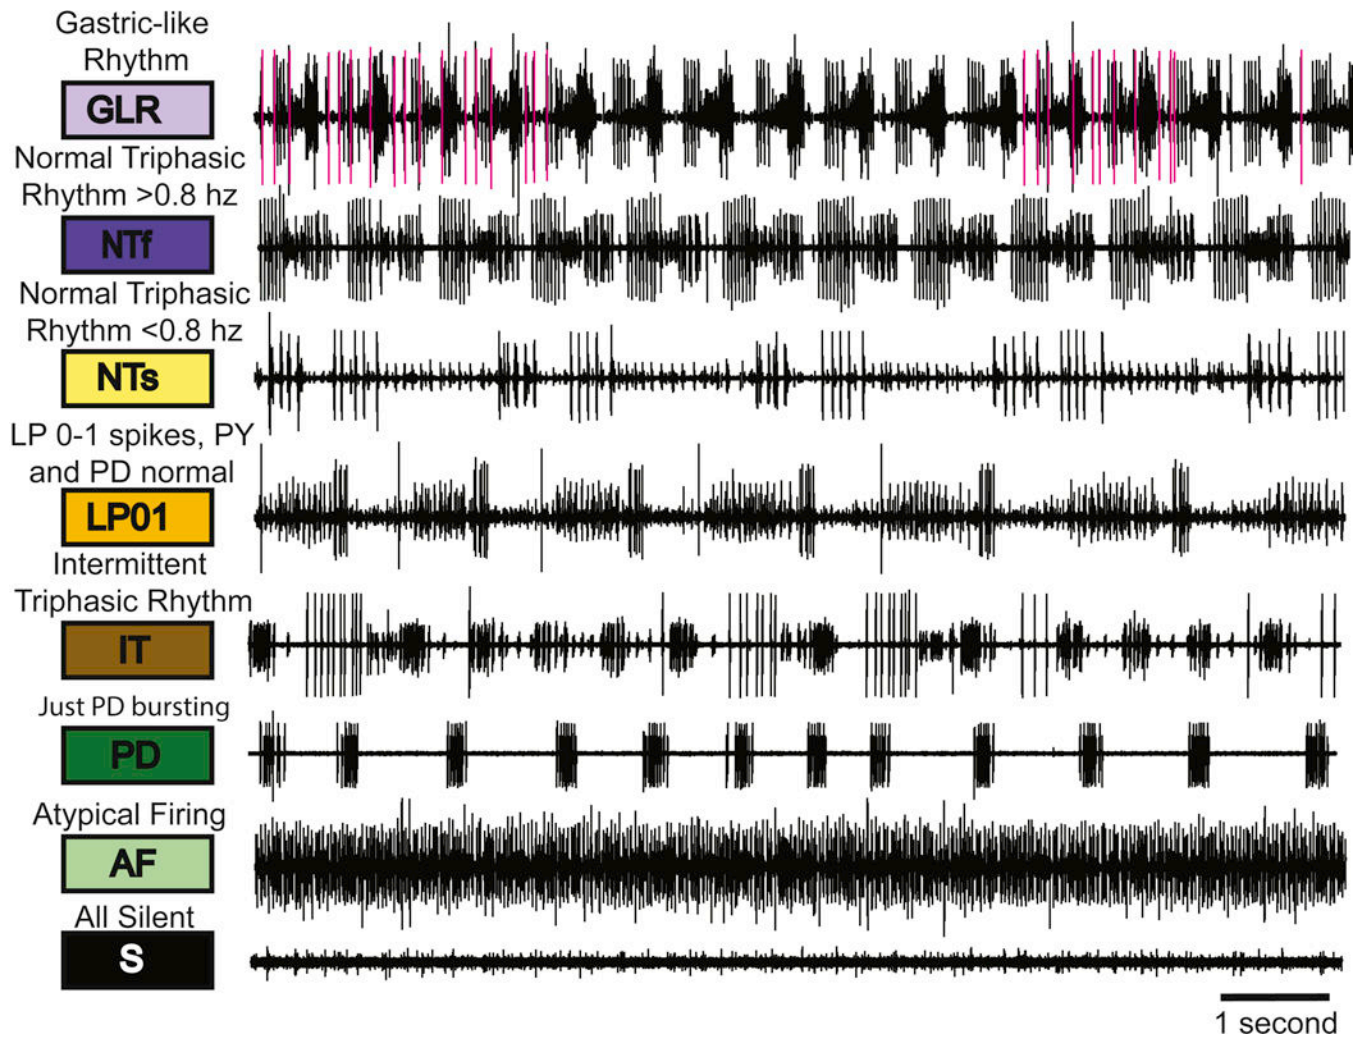 Gastric-like
Rhythm
GLR
Normal Triphasic
Rhythm >0.8 hz
NTf
Normal Triphasic
Rhythm <0.8 hz
NTs
LP 0-1 spikes, PY
and PD normal
LP01
Intermittent
Triphasic Rhythm
IT
Just PD bursting
PD
Atypical Firing
AF
All Silent
S
1 second